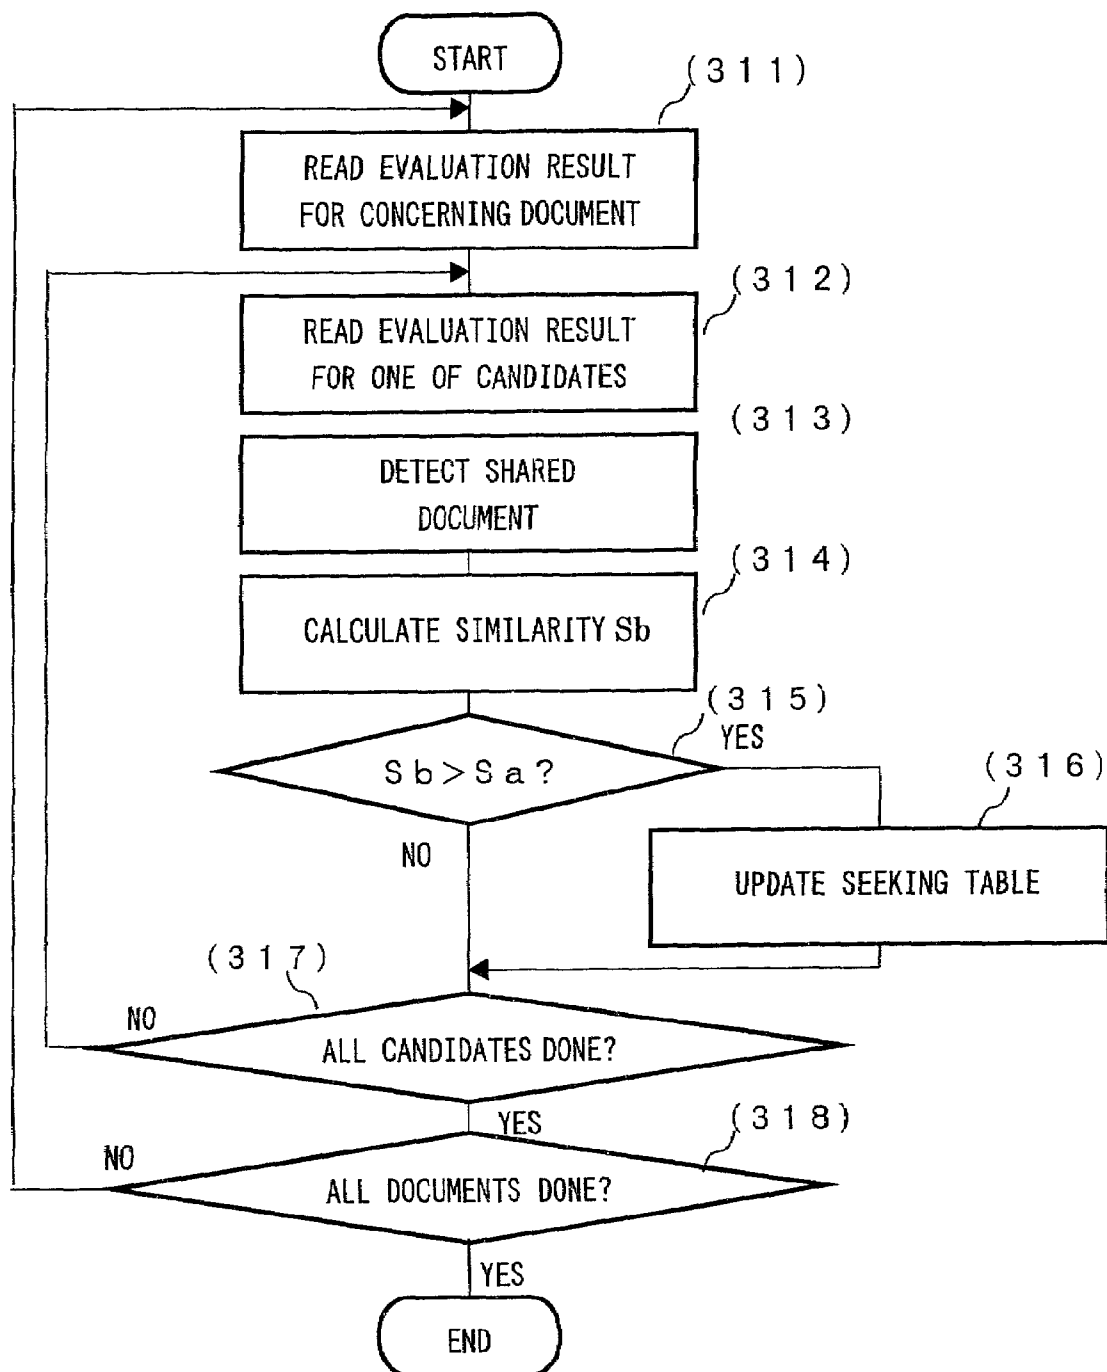 START
(311)
READ EVALUATION RESULT
FOR CONCERNING DOCUMENT
(312)
READ EVALUATION RESULT
FOR ONE OF CANDIDATES
(313)
DETECT SHARED
DOCUMENT
(314)
CALCULATE SIMILARITY Sb
(315)
YES
Sb>Sa?
(316)
NO
UPDATE SEEKING TABLE
(317)
NO
ALL CANDIDATES DONE?
YES
(318)
NO
ALL DOCUMENTS DONE?
YES
END